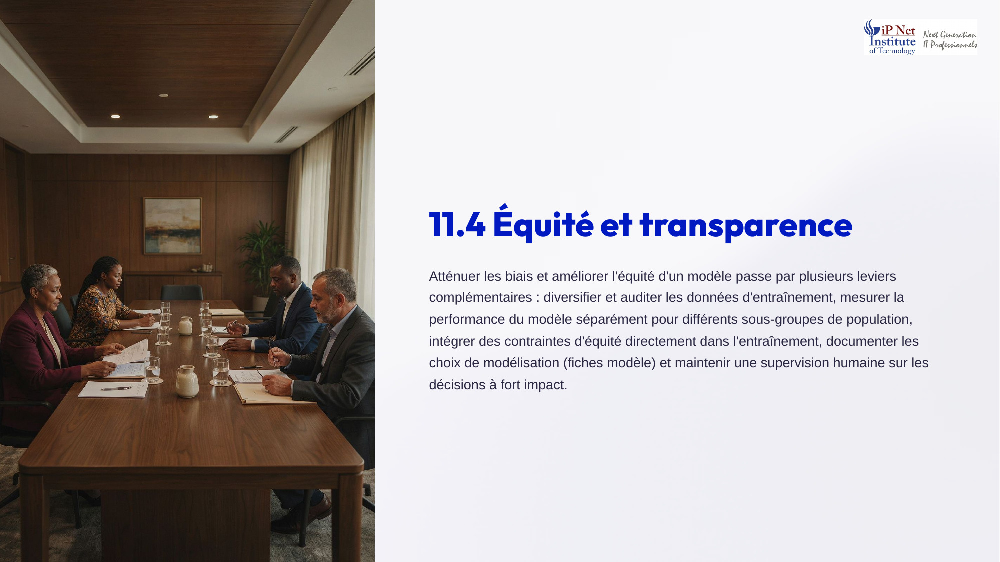 iP Net
Institute
of Technology
Next Generation
IT Professionnels
11.4 Équité et transparence
Atténuer les biais et améliorer l'équité d'un modèle passe par plusieurs leviers
complémentaires : diversifier et auditer les données d'entraînement, mesurer la
performance du modèle séparément pour différents sous-groupes de population,
intégrer des contraintes d'équité directement dans l'entraînement, documenter les
choix de modélisation (fiches modèle) et maintenir une supervision humaine sur les
décisions à fort impact.